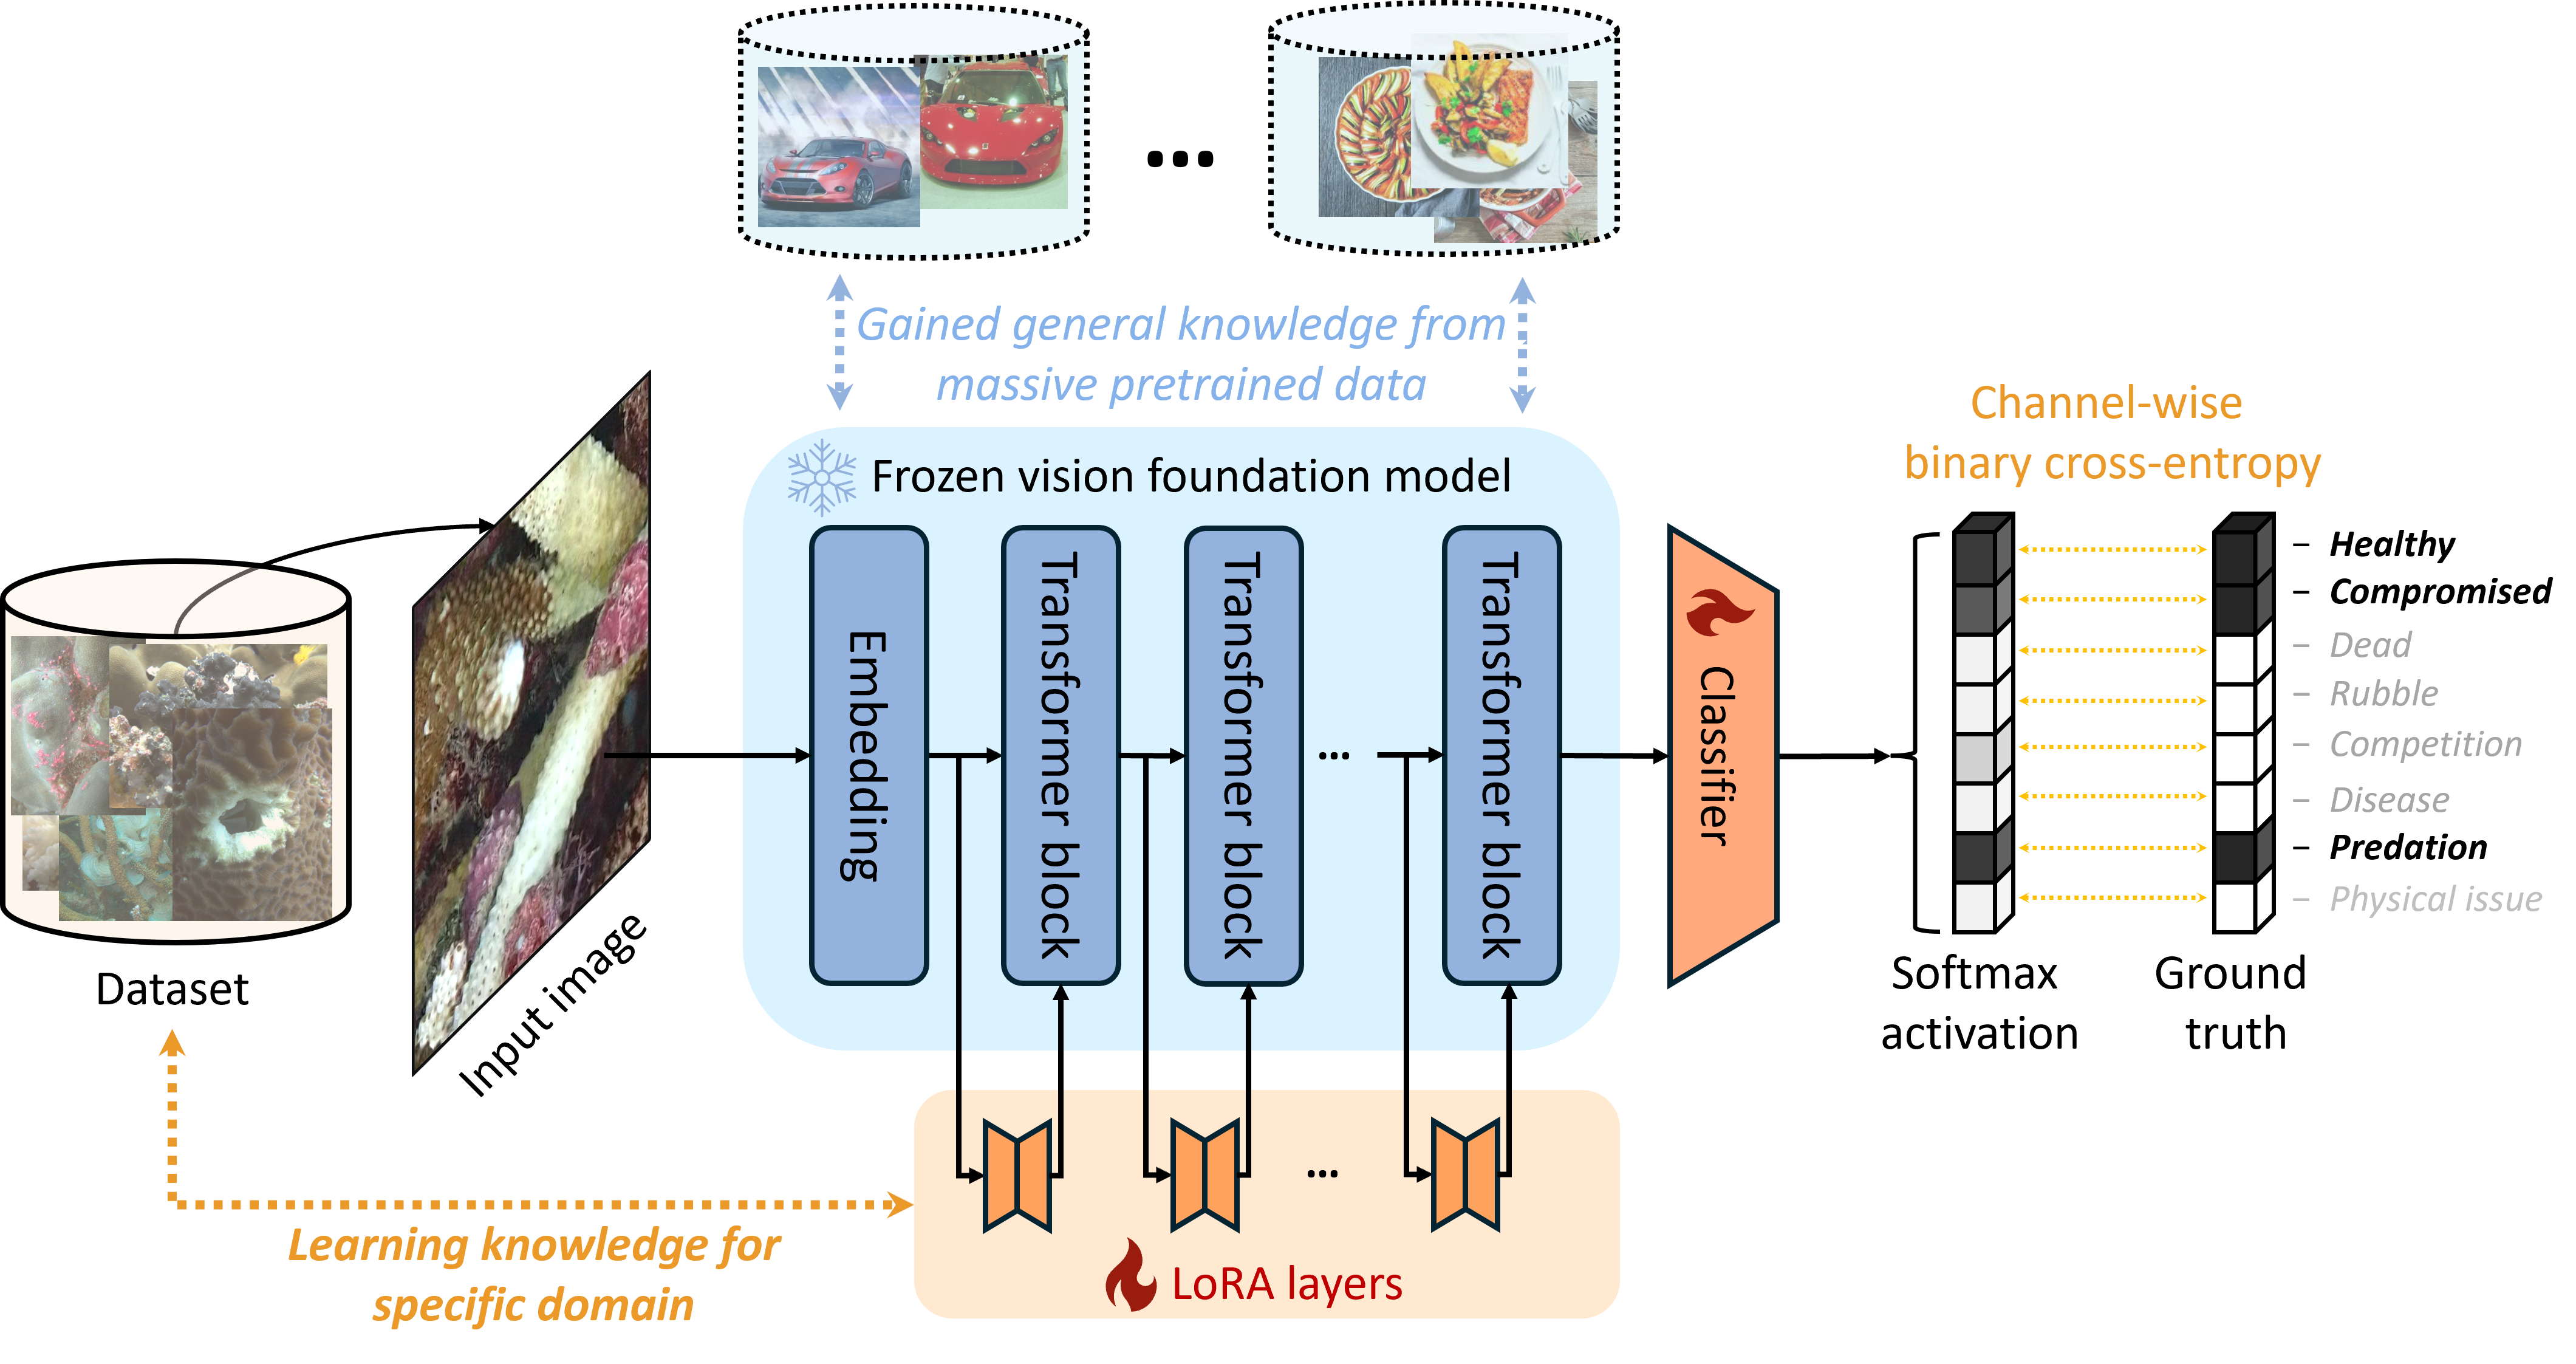 Gained general knowledge from
massive pretrained data
Frozen vision foundation model
Embedding
Transformer block
Transformer block
...
Transformer block
Classifier
Channel-wise
binary cross-entropy
– Healthy
– Compromised
– Dead
– Rubble
– Competition
– Disease
– Predation
– Physical issue
Softmax
activation
Ground
truth
Dataset
Input image
Learning knowledge for
specific domain
...
LoRA layers